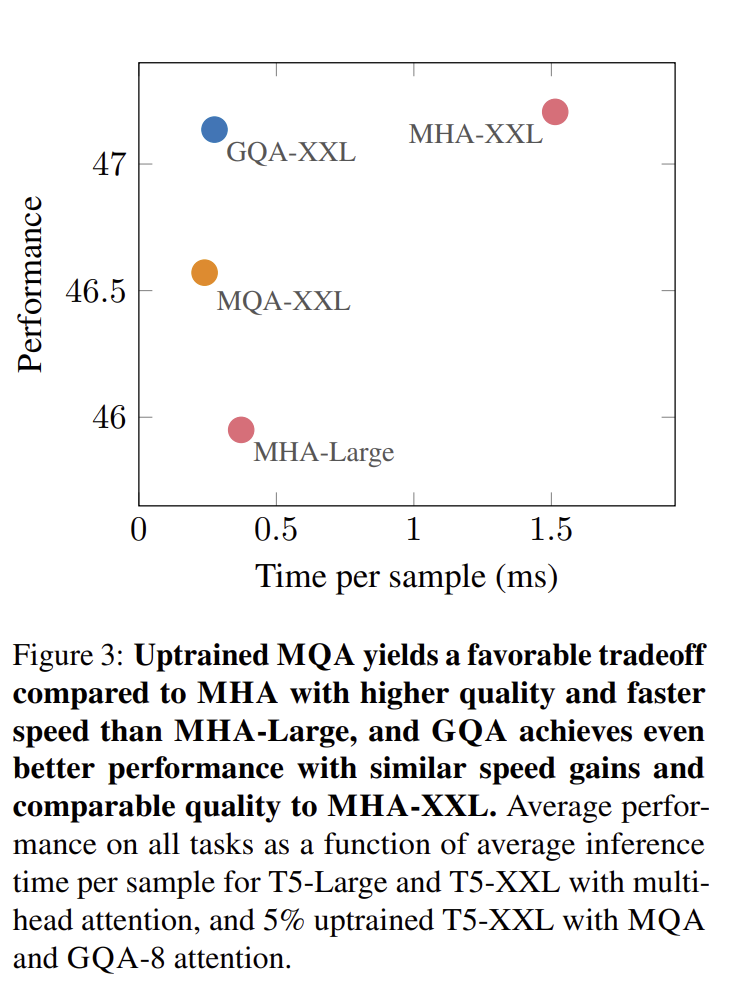 MHA-XXL
GQA-XXL
47
MQA-XXL
46.5
46
MHA-Large
Performance
0 0.5 1 1.5
Time per sample (ms)
Figure 3: Uptrained MQA yields a favorable tradeoff
compared to MHA with higher quality and faster
speed than MHA-Large, and GQA achieves even
better performance with similar speed gains and
comparable quality to MHA-XXL. Average perfor-
mance on all tasks as a function of average inference
time per sample for T5-Large and T5-XXL with multi-
head attention, and 5% uptrained T5-XXL with MQA
and GQA-8 attention.